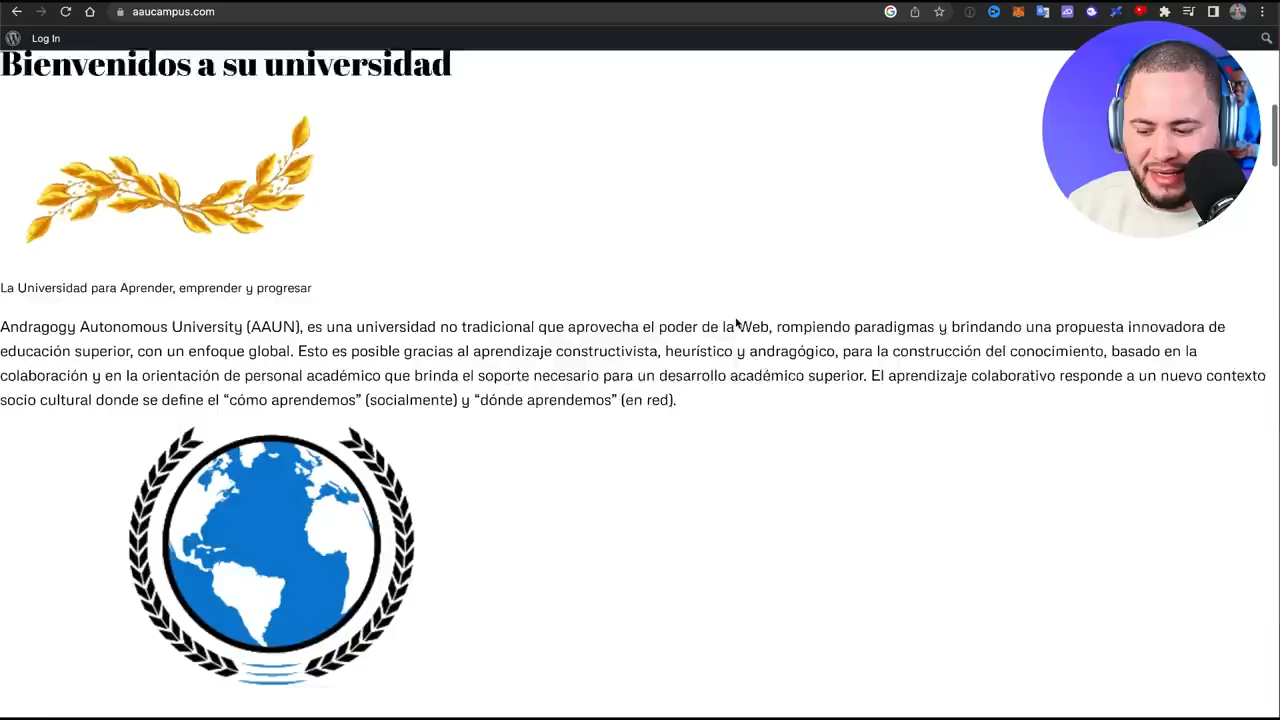 aaucampus.com
Log In
Bienvenidos a su universidad
La Universidad para Aprender, emprender y progresar
Andragogy Autonomous University (AAUN), es una universidad no tradicional que aprovecha el poder de la Web, rompiendo paradigmas y brindando una propuesta innovadora de
educación superior, con un enfoque global. Esto es posible gracias al aprendizaje constructivista, heurístico y andragógico, para la construcción del conocimiento, basado en la
colaboración y en la orientación de personal académico que brinda el soporte necesario para un desarrollo académico superior. El aprendizaje colaborativo responde a un nuevo contexto
socio cultural donde se define el “cómo aprendemos” (socialmente) y “dónde aprendemos” (en red).